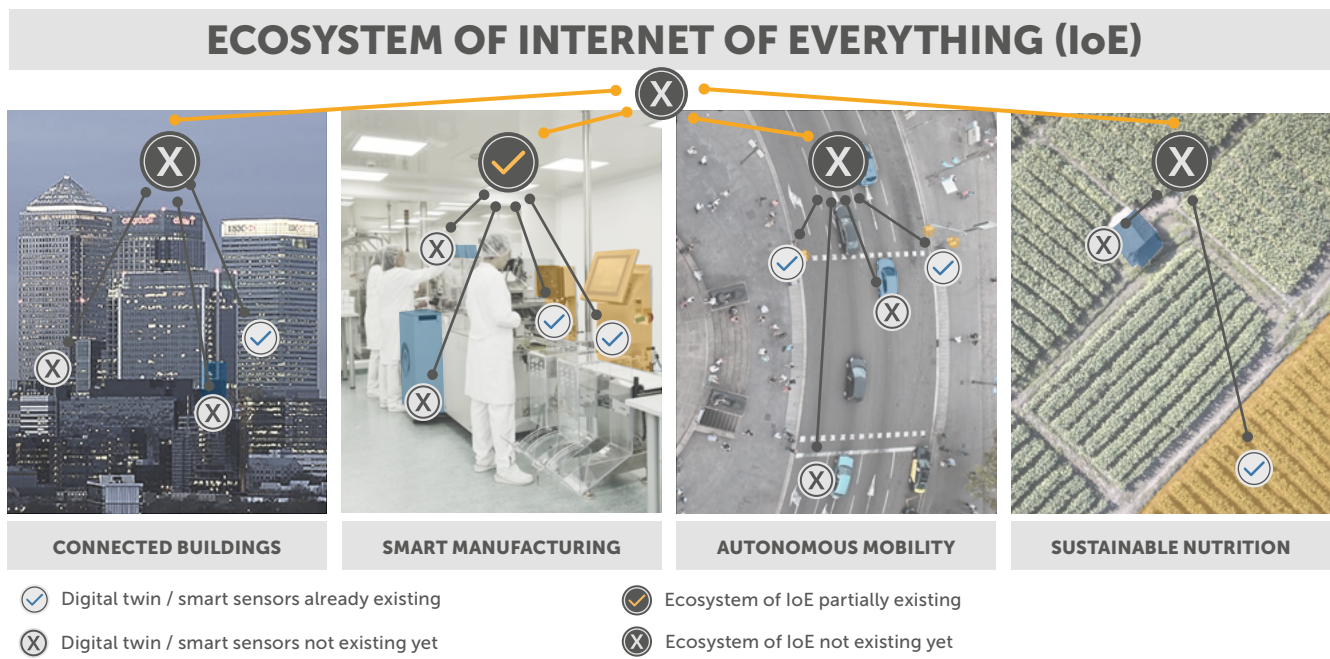 ECOSYSTEM OF INTERNET OF EVERYTHING (IoE)
X
X
X
X
X
X
X
X
X
X
X
X
CONNECTED BUILDINGS
SMART MANUFACTURING
AUTONOMOUS MOBILITY
SUSTAINABLE NUTRITION
Digital twin / smart sensors already existing
Ecosystem of IoE partially existing
X Digital twin / smart sensors not existing yet
X Ecosystem of IoE not existing yet